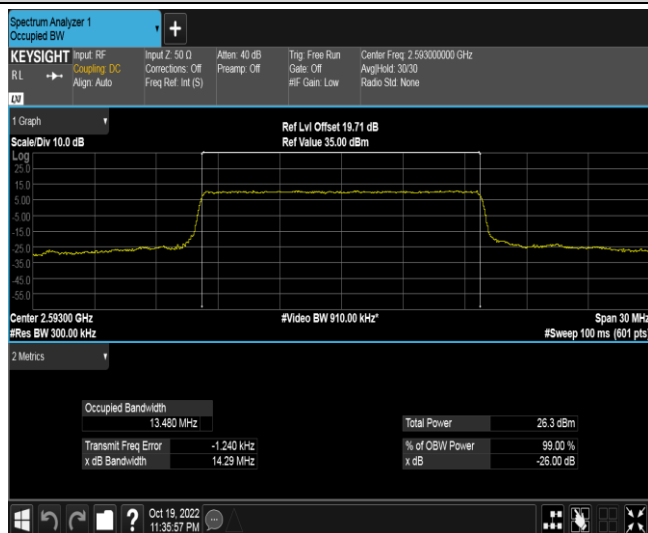 Spectrum Analyzer 1
Occupied BW
+
KEYSIGHT
RL
LXI
Input: RF
Coupling: DC
Align: Auto
Input Z: 50 Ω
Corrections: Off
Freq Ref: Int (S)
Atten: 40 dB
Preamp: Off
Trig: Free Run
Gate: Off
#IF Gain: Low
Center Freq: 2.593000000 GHz
Avg|Hold: 30/30
Radio Std: None
1 Graph
Scale/Div 10.0 dB
Ref Lvl Offset 19.71 dB
Ref Value 35.00 dBm
Log
25.0
15.0
5.00
-5.00
-15.0
-25.0
-35.0
-45.0
-55.0
Center 2.59300 GHz
#Res BW 300.00 kHz
#Video BW 910.00 kHz*
Span 30 MHz
#Sweep 100 ms (601 pts)
2 Metrics
Occupied Bandwidth
13.480 MHz
Transmit Freq Error -1.240 kHz
x dB Bandwidth 14.29 MHz
Total Power 26.3 dBm
% of OBW Power 99.00 %
x dB -26.00 dB
?
Oct 19, 2022
11:35:57 PM